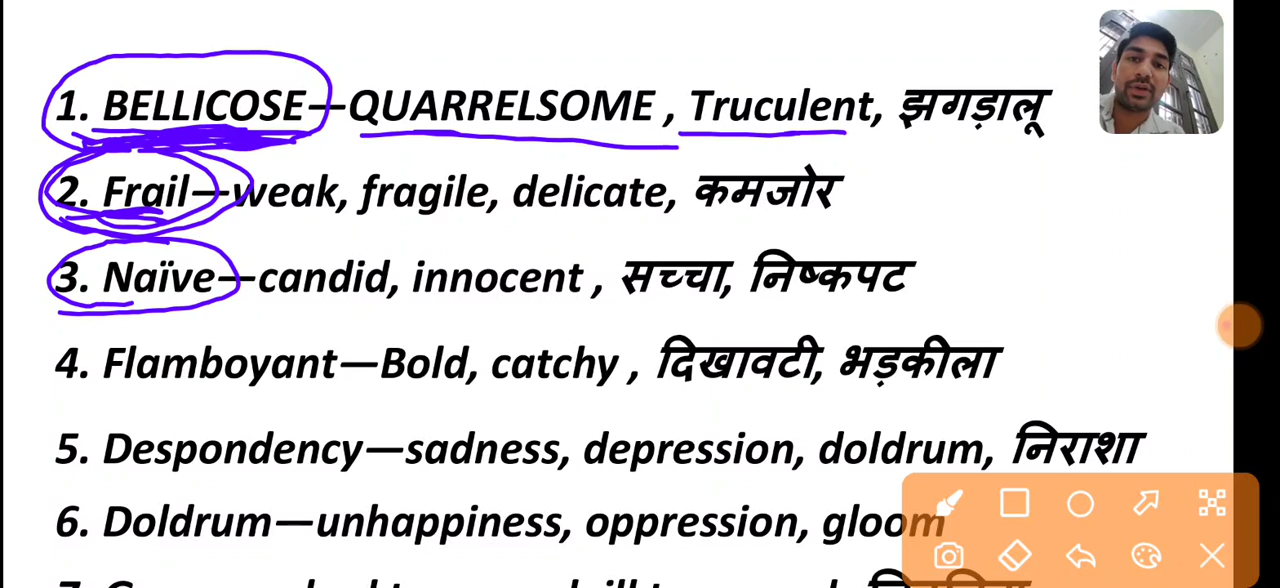 1. BELLICOSE—QUARRELSOME , Truculent, झगड़ालू
2. Frail—weak, fragile, delicate, कमजोर
3. Naïve—candid, innocent , सच्चा, निष्कपट
4. Flamboyant—Bold, catchy , दिखावटी, भड़कीला
5. Despondency—sadness, depression, doldrum, निराशा
6. Doldrum—unhappiness, oppression, gloom